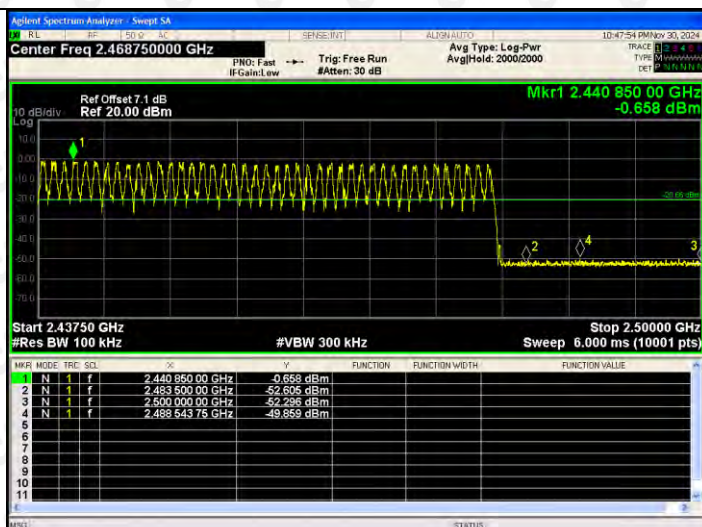 Agilent Spectrum Analyzer - Swept SA
RL RF 50 Ω AC SENSE:INT ALIGN AUTO 10:47:54 PM Nov 30, 2024
Center Freq 2.468750000 GHz
PNO: Fast
IFGain:Low
Trig: Free Run
#Atten: 30 dB
Avg Type: Log-Pwr
Avg|Hold: 2000/2000
TRACE 1 2 3 4 5 6
TYPE M
DET P N N N N N
Mkr1 2.440 850 00 GHz
-0.658 dBm
Ref Offset 7.1 dB
10 dB/div Ref 20.00 dBm
Log
10.0
0.00
-10.0
-20.0
-30.0
-40.0
-50.0
-60.0
-70.0
1
-20.66 dBm
2
4
3
Start 2.43750 GHz Stop 2.50000 GHz
#Res BW 100 kHz #VBW 300 kHz Sweep 6.000 ms (10001 pts)
MKR MODE TRC SCL X Y FUNCTION FUNCTION WIDTH FUNCTION VALUE
1 N 1 f 2.440 850 00 GHz -0.658 dBm
2 N 1 f 2.483 500 00 GHz -52.605 dBm
3 N 1 f 2.500 000 00 GHz -52.296 dBm
4 N 1 f 2.488 543 75 GHz -49.859 dBm
5
6
7
8
9
10
11
MSG STATUS